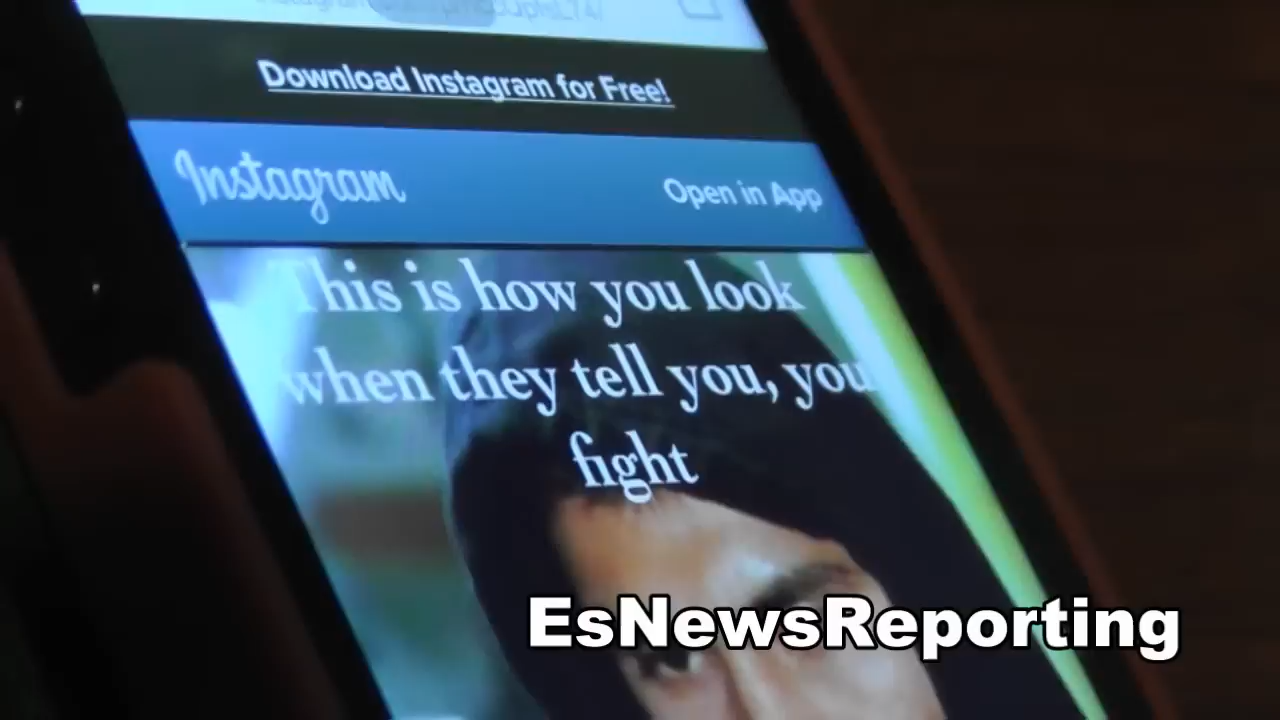 Download Instagram for Free!
Instagram
Open in App
This is how you look
when they tell you, you
fight
EsNewsReporting